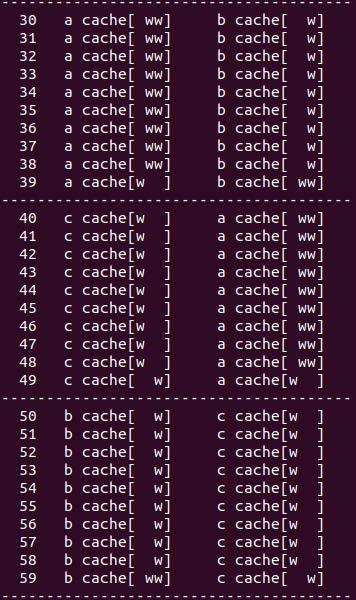 --------------------------------------
30   a cache[ ww]     b cache[  w]
31   a cache[ ww]     b cache[  w]
32   a cache[ ww]     b cache[  w]
33   a cache[ ww]     b cache[  w]
34   a cache[ ww]     b cache[  w]
35   a cache[ ww]     b cache[  w]
36   a cache[ ww]     b cache[  w]
37   a cache[ ww]     b cache[  w]
38   a cache[ ww]     b cache[  w]
39   a cache[w  ]     b cache[ ww]
--------------------------------------
40   c cache[w  ]     a cache[ ww]
41   c cache[w  ]     a cache[ ww]
42   c cache[w  ]     a cache[ ww]
43   c cache[w  ]     a cache[ ww]
44   c cache[w  ]     a cache[ ww]
45   c cache[w  ]     a cache[ ww]
46   c cache[w  ]     a cache[ ww]
47   c cache[w  ]     a cache[ ww]
48   c cache[w  ]     a cache[ ww]
49   c cache[  w]     a cache[w  ]
--------------------------------------
50   b cache[  w]     c cache[w  ]
51   b cache[  w]     c cache[w  ]
52   b cache[  w]     c cache[w  ]
53   b cache[  w]     c cache[w  ]
54   b cache[  w]     c cache[w  ]
55   b cache[  w]     c cache[w  ]
56   b cache[  w]     c cache[w  ]
57   b cache[  w]     c cache[w  ]
58   b cache[  w]     c cache[w  ]
59   b cache[ ww]     c cache[  w]
--------------------------------------